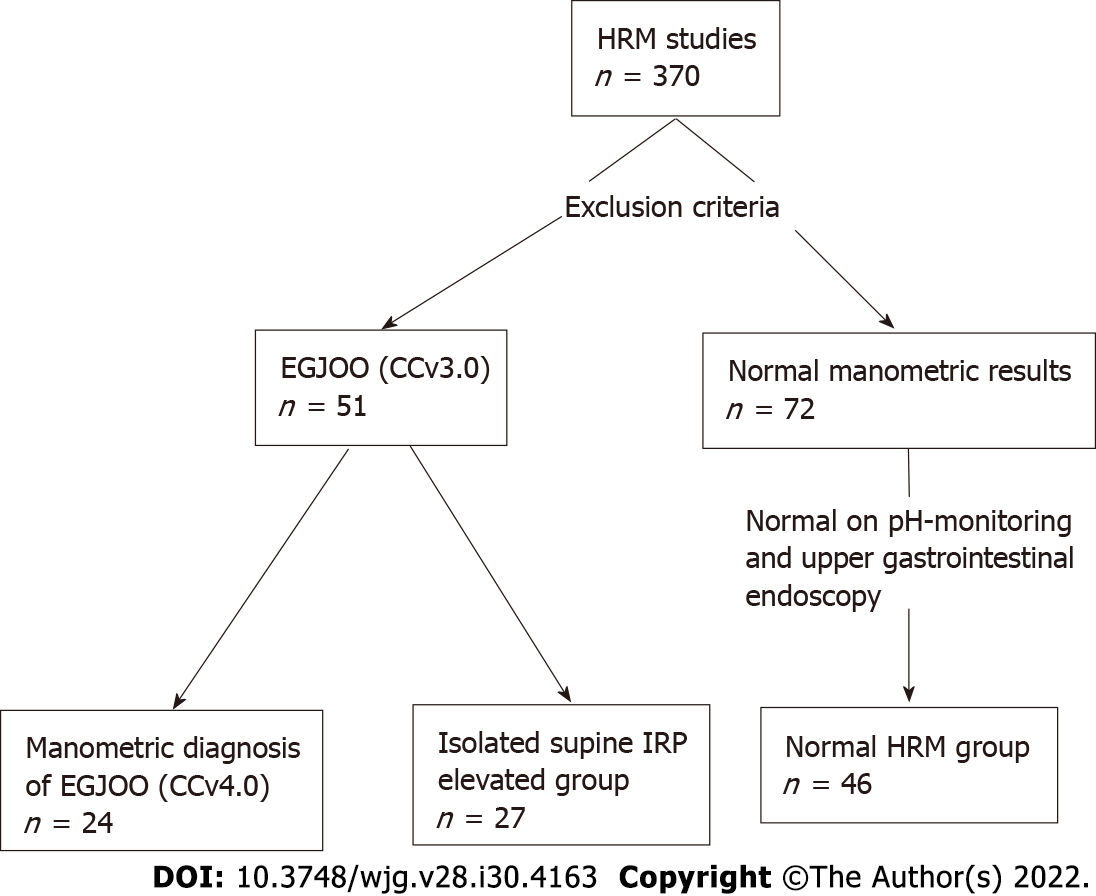 HRM studies
n = 370
Exclusion criteria
EGJOO (CCv3.0)
n = 51
Normal manometric results
n = 72
Normal on pH-monitoring
and upper gastrointestinal
endoscopy
Manometric diagnosis
of EGJOO (CCv4.0)
n = 24
Isolated supine IRP
elevated group
n = 27
Normal HRM group
n = 46
DOI: 10.3748/wjg.v28.i30.4163 Copyright ©The Author(s) 2022.